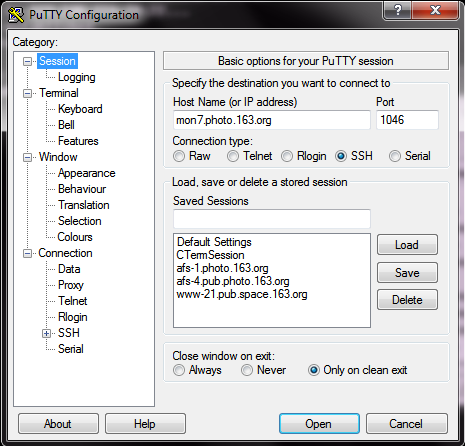 PuTTY Configuration
Category:
Session
Logging
Terminal
Keyboard
Bell
Features
Window
Appearance
Behaviour
Translation
Selection
Colours
Connection
Data
Proxy
Telnet
Rlogin
SSH
Serial
Basic options for your PuTTY session
Specify the destination you want to connect to
Host Name (or IP address) Port
mon7.photo.163.org 1046
Connection type:
Raw Telnet Rlogin SSH Serial
Load, save or delete a stored session
Saved Sessions
Default Settings
CTermSession
afs-1.photo.163.org
afs-4.pub.photo.163.org
www-21.pub.space.163.org
Load
Save
Delete
Close window on exit:
Always Never Only on clean exit
About Help Open Cancel